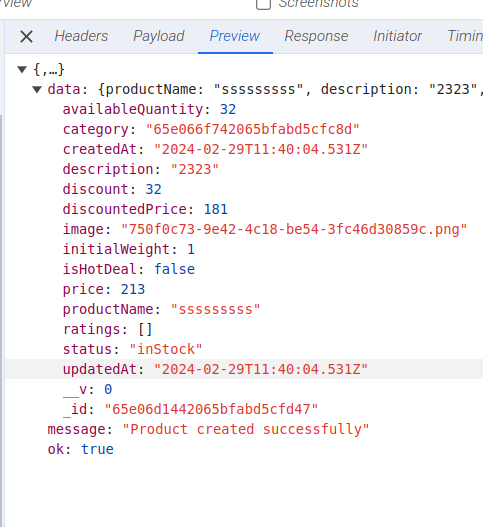 Screenshots
Headers Payload Preview Response Initiator
{,…}
data: {productName: "sssssssss", description: "2323",
availableQuantity: 32
category: "65e066f742065bfabd5cfc8d"
createdAt: "2024-02-29T11:40:04.531Z"
description: "2323"
discount: 32
discountedPrice: 181
image: "750f0c73-9e42-4c18-be54-3fc46d30859c.png"
initialWeight: 1
isHotDeal: false
price: 213
productName: "sssssssss"
ratings: []
status: "inStock"
updatedAt: "2024-02-29T11:40:04.531Z"
__v: 0
_id: "65e06d1442065bfabd5cfd47"
message: "Product created successfully"
ok: true